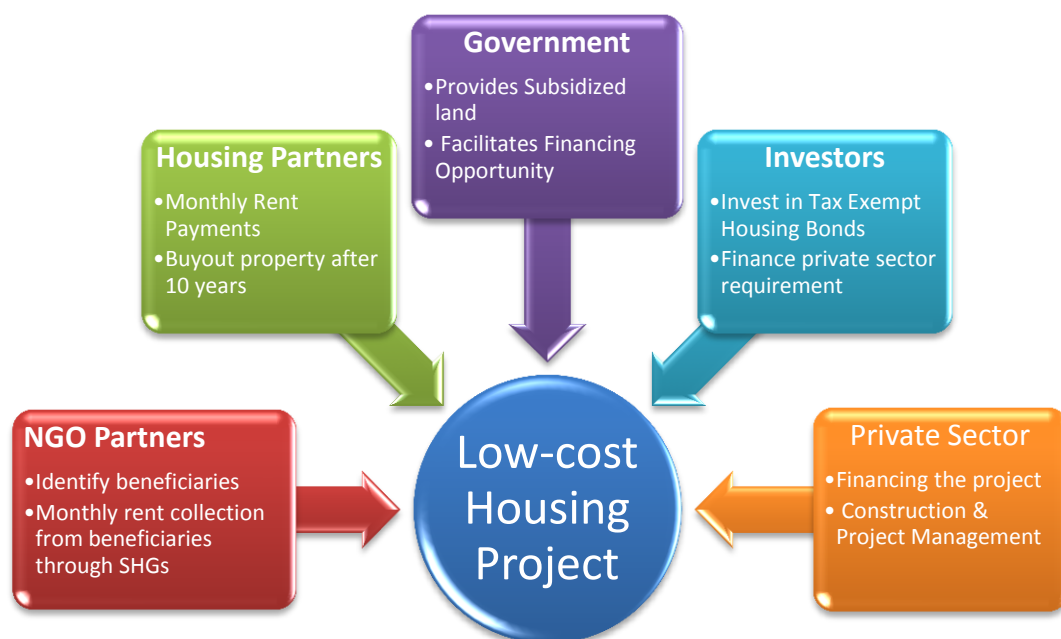 Government
•Provides Subsidized
land
• Facilitates Financing
Opportunity
Housing Partners
•Monthly Rent
Payments
•Buyout property after
10 years
Investors
•Invest in Tax Exempt
Housing Bonds
•Finance private sector
requirement
NGO Partners
•Identify beneficiaries
•Monthly rent collection
from beneficiaries
through SHGs
Low-cost
Housing
Project
Private Sector
•Financing the project
• Construction &
Project Management